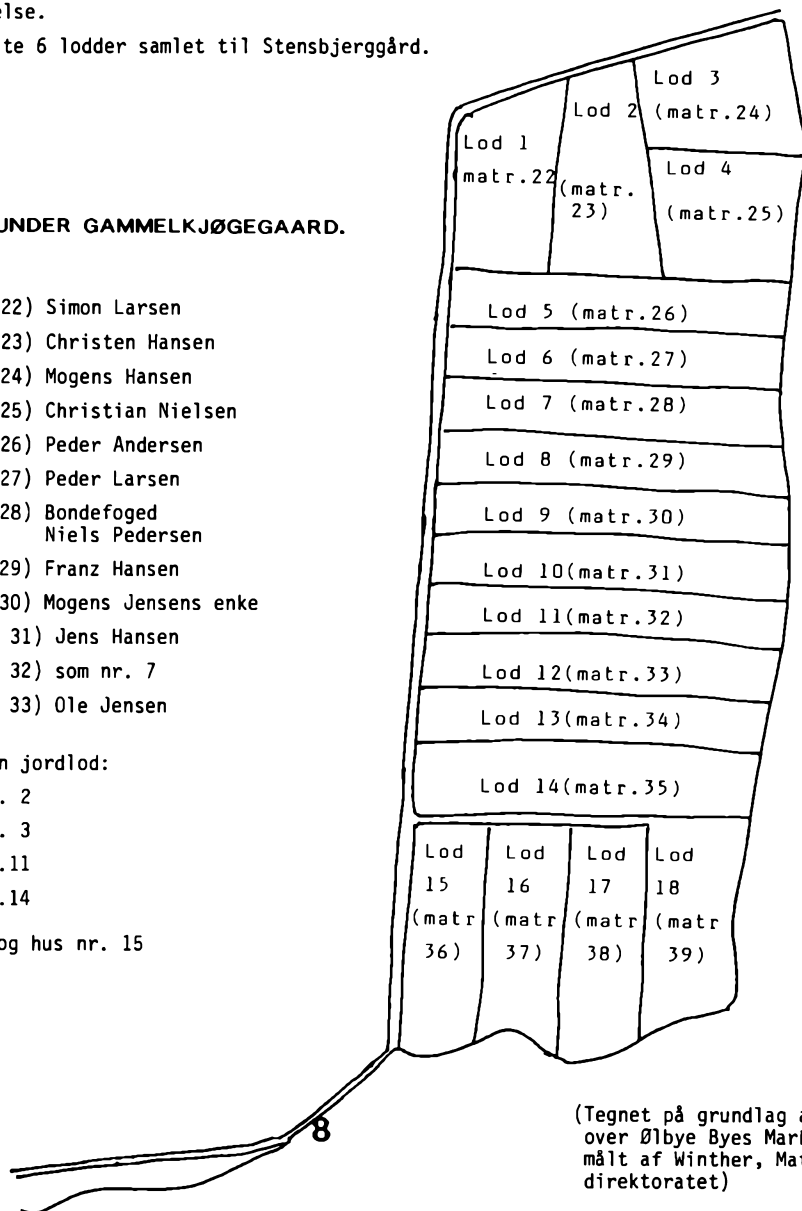 else.
te 6 lodder samlet til Stensbjerggård.
UNDER GAMMELKJØGEGAARD.
22) Simon Larsen
23) Christen Hansen
24) Mogens Hansen
25) Christian Nielsen
26) Peder Andersen
27) Peder Larsen
28) Bondefoged
Niels Pedersen
29) Franz Hansen
30) Mogens Jensens enke
31) Jens Hansen
32) som nr. 7
33) Ole Jensen
n jordlod:
. 2
. 3
.11
.14
og hus nr. 15
Lod 1
matr.22
Lod 2
(matr.
23)
Lod 3
(matr.24)
Lod 4
(matr.25)
Lod 5 (matr.26)
Lod 6 (matr.27)
Lod 7 (matr.28)
Lod 8 (matr.29)
Lod 9 (matr.30)
Lod 10(matr.31)
Lod 11(matr.32)
Lod 12(matr.33)
Lod 13(matr.34)
Lod 14(matr.35)
Lod
15
(matr
36)
Lod
16
(matr
37)
Lod
17
(matr
38)
Lod
18
(matr
39)
8
(Tegnet på grundlag a
over Ølbye Byes Mark
målt af Winther, Mat
direktoratet)